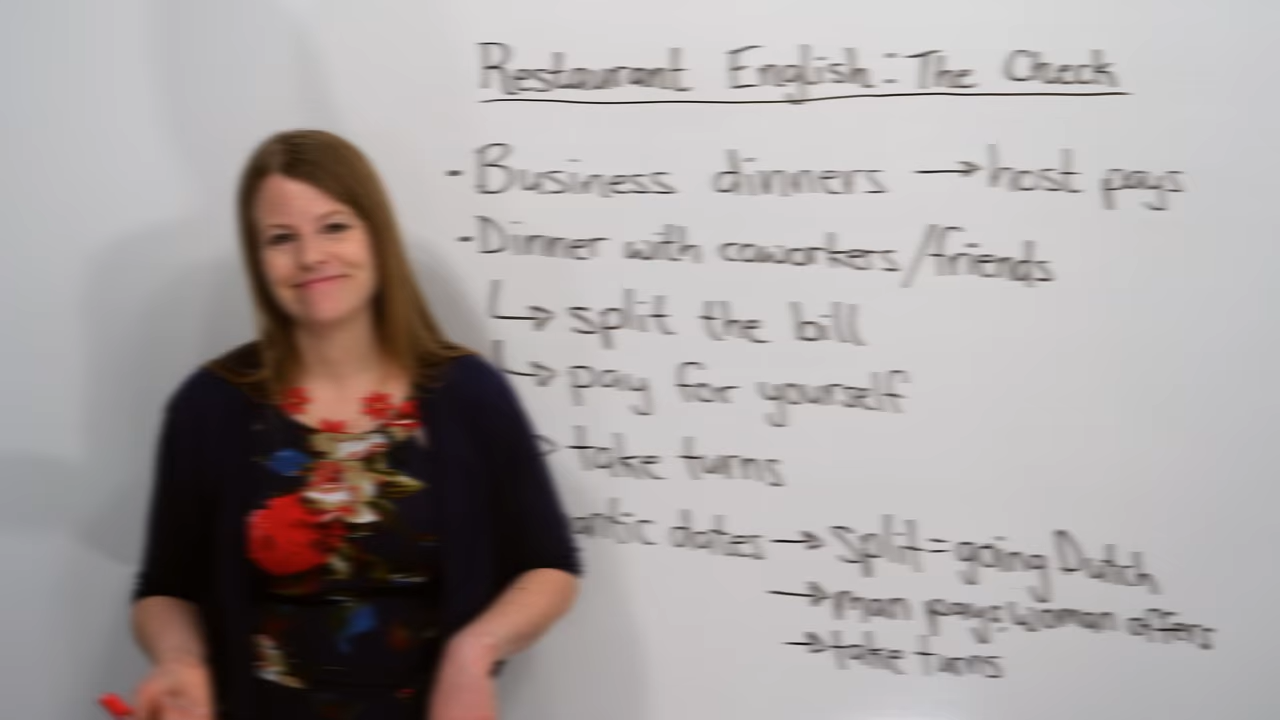 Restaurant English: The Check
- Business dinners → host pays
- Dinner with coworkers/friends
↳ split the bill
↳ pay for yourself
→ take turns
dates → Split = going Dutch
→ man pays: woman offers
→ take turns